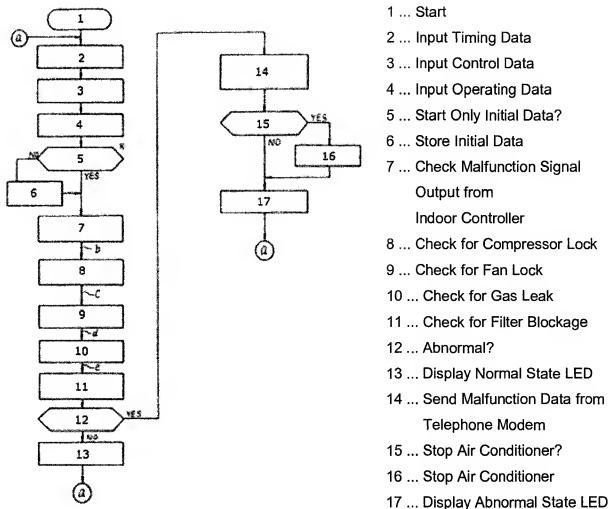 1
a
2
3
4
5
K
NO
YES
6
7
b
8
C
9
d
10
e
11
12
YES
NO
13
a
14
15
YES
NO
16
17
a
1 ... Start
2 ... Input Timing Data
3 ... Input Control Data
4 ... Input Operating Data
5 ... Start Only Initial Data?
6 ... Store Initial Data
7 ... Check Malfunction Signal
Output from
Indoor Controller
8 ... Check for Compressor Lock
9 ... Check for Fan Lock
10 ... Check for Gas Leak
11 ... Check for Filter Blockage
12 ... Abnormal?
13 ... Display Normal State LED
14 ... Send Malfunction Data from
Telephone Modem
15 ... Stop Air Conditioner?
16 ... Stop Air Conditioner
17 ... Display Abnormal State LED